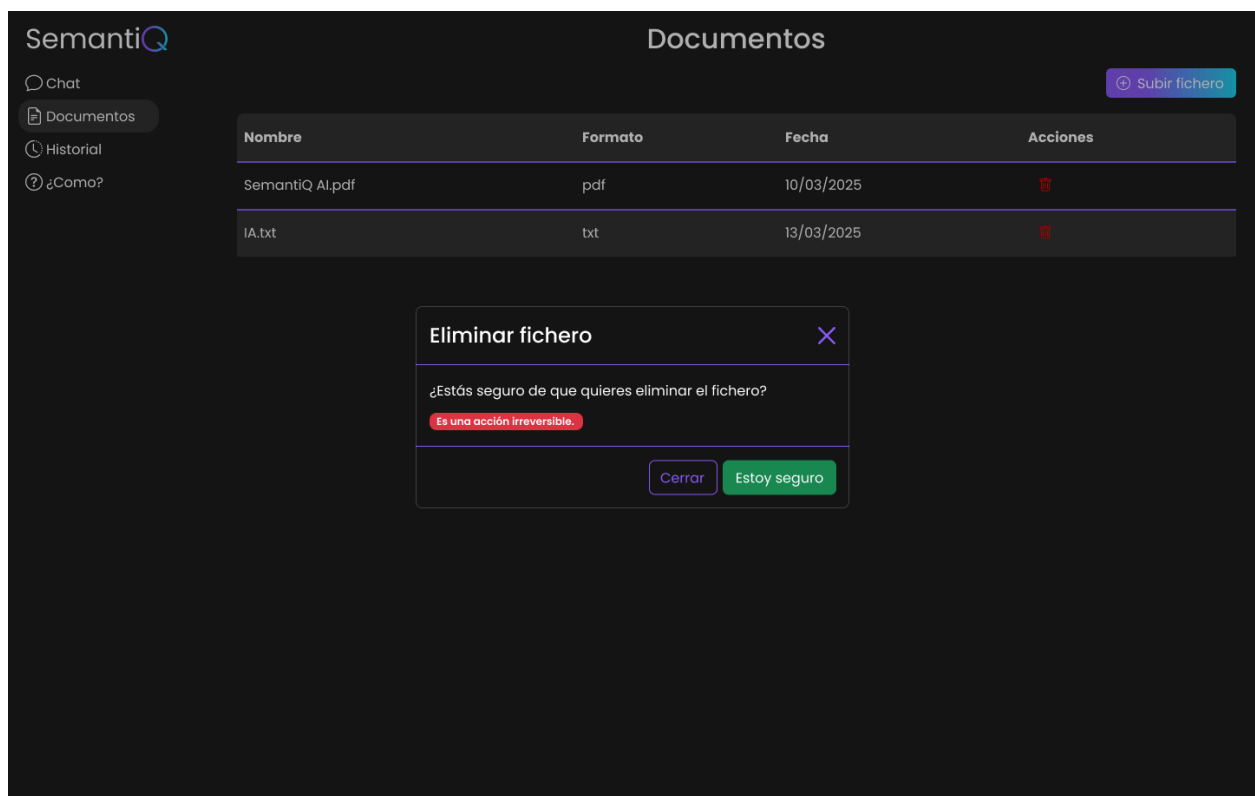 SemantiQ
Documentos
Chat
Documentos
Historial
¿Como?
Subir fichero
Nombre Formato Fecha Acciones
SemantiQ AI.pdf pdf 10/03/2025
IA.txt txt 13/03/2025
Eliminar fichero
¿Estás seguro de que quieres eliminar el fichero?
Es una acción irreversible.
Cerrar Estoy seguro